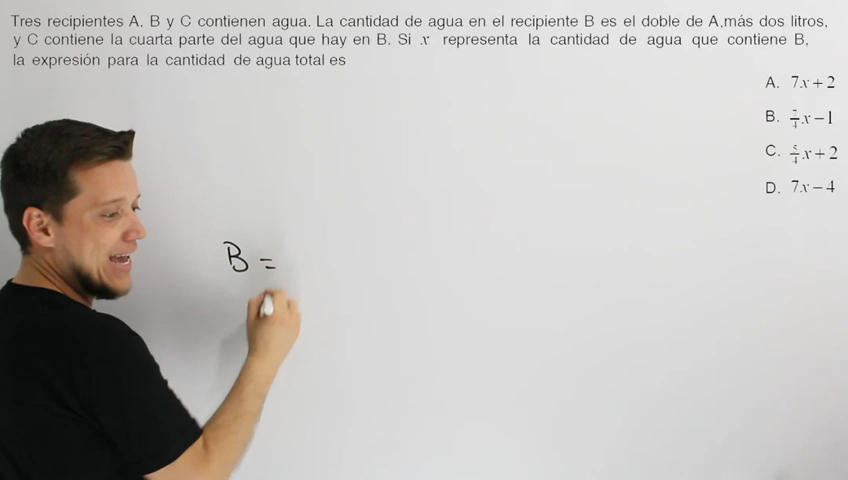 Tres recipientes A, B y C contienen agua. La cantidad de agua en el recipiente B es el doble de A,más dos litros,
y C contiene la cuarta parte del agua que hay en B. Si x representa la cantidad de agua que contiene B,
la expresión para la cantidad de agua total es
A. 7x + 2
B. 7/4 x − 1
C. 5/4 x + 2
D. 7x − 4
B =